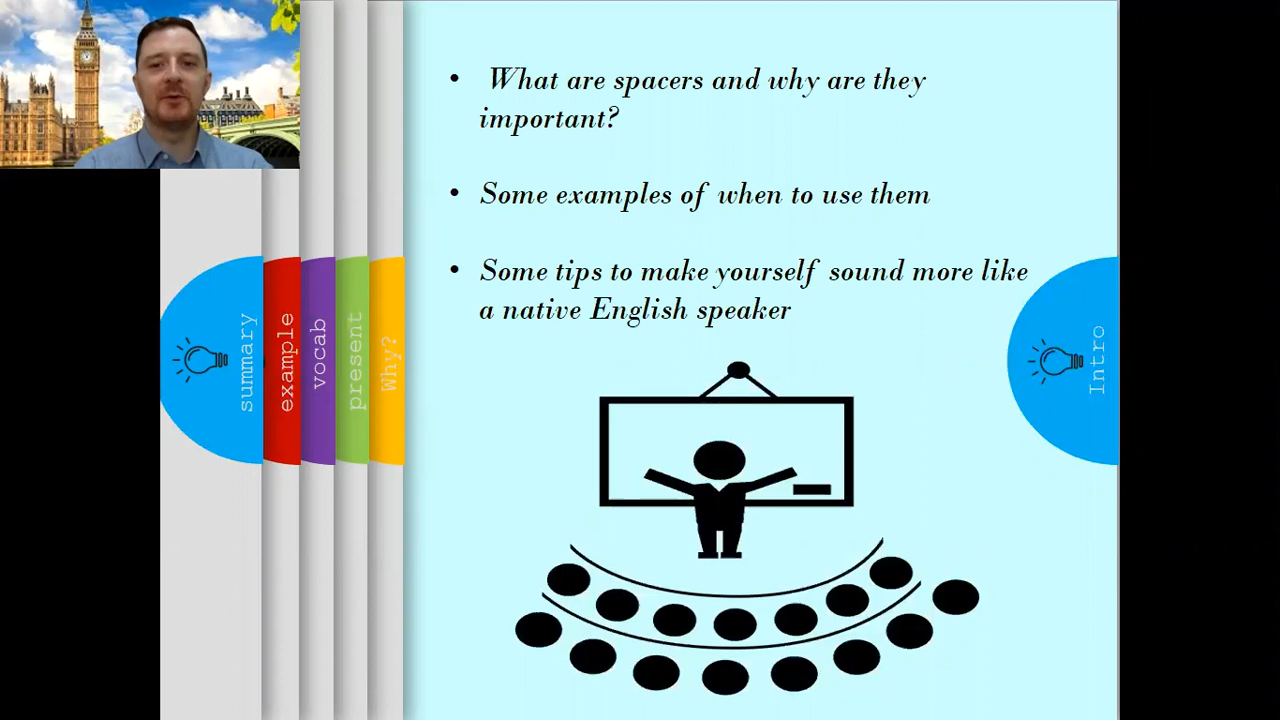 • What are spacers and why are they
important?
• Some examples of when to use them
• Some tips to make yourself sound more like
a native English speaker
summary
example
vocab
present
Why?
Intro